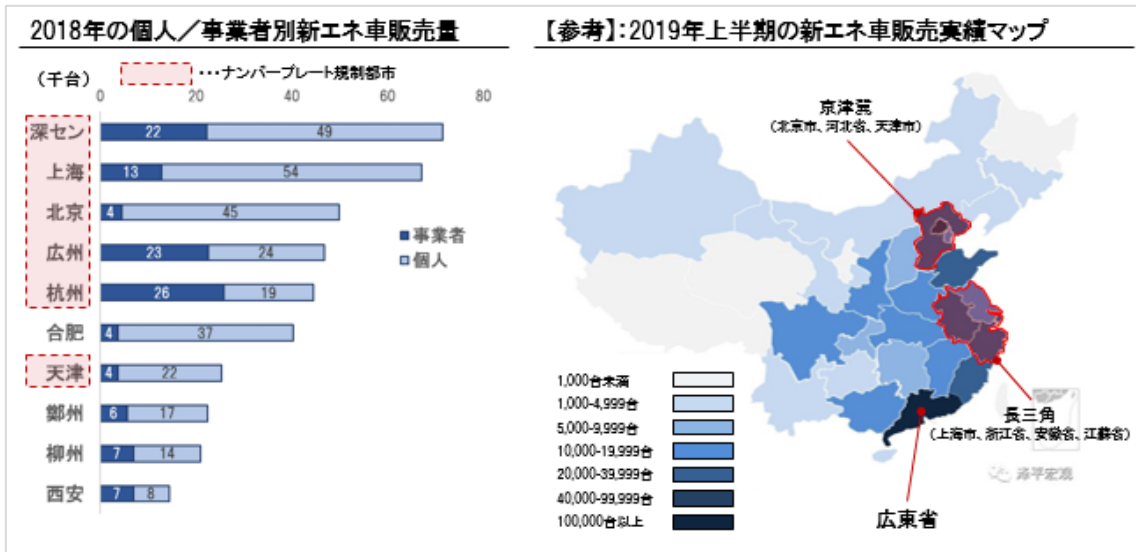 2018年の個人／事業者別新エネ車販売量
（千台）
・・・ナンバープレート規制都市
0 20 40 60 80
深セン 22 49
上海 13 54
北京 4 45
広州 23 24
杭州 26 19
合肥 4 37
天津 4 22
鄭州 6 17
柳州 7 14
西安 7 8
■事業者
■個人
【参考】：2019年上半期の新エネ車販売実績マップ
京津冀
（北京市、河北省、天津市）
1,000台未満
1,000-4,999台
5,000-9,999台
10,000-19,999台
20,000-39,999台
40,000-99,999台
100,000台以上
長三角
（上海市、浙江省、安徽省、江蘇省）
広東省